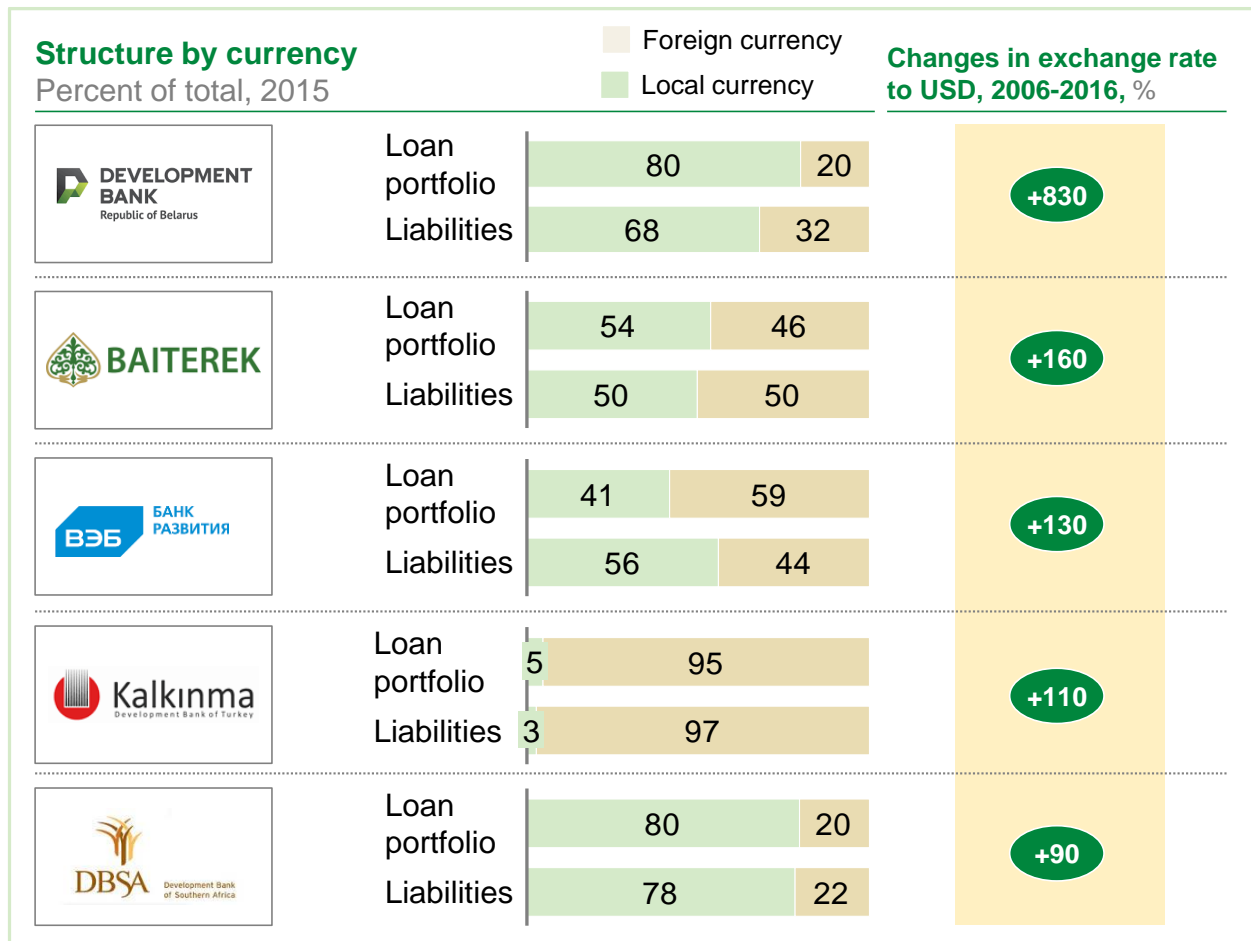 Structure by currency
Percent of total, 2015
Foreign currency
Local currency
Changes in exchange rate
to USD, 2006-2016, %
DEVELOPMENT
BANK
Republic of Belarus
Loan
portfolio
80 20
Liabilities 68 32
+830
BAITEREK
Loan
portfolio
54 46
Liabilities 50 50
+160
ВЭБ
БАНК
РАЗВИТИЯ
Loan
portfolio
41 59
Liabilities 56 44
+130
Kalkınma
Development Bank of Turkey
Loan
portfolio
5 95
Liabilities 3 97
+110
DBSA
Development Bank
of Southern Africa
Loan
portfolio
80 20
Liabilities 78 22
+90